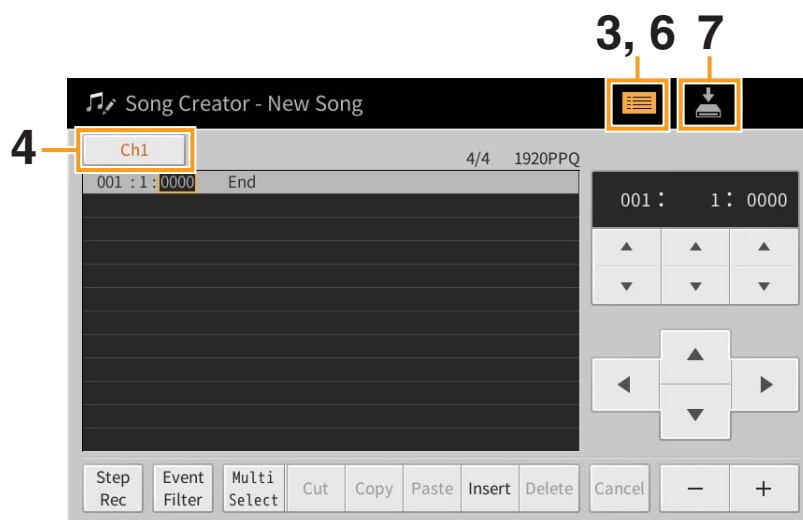 3, 6 7
Song Creator - New Song
4
Ch1
4/4 1920PPQ
001 : 1 : 0000 End
001 : 1 : 0000
Step Rec
Event Filter
Multi Select
Cut
Copy
Paste
Insert
Delete
Cancel
− +